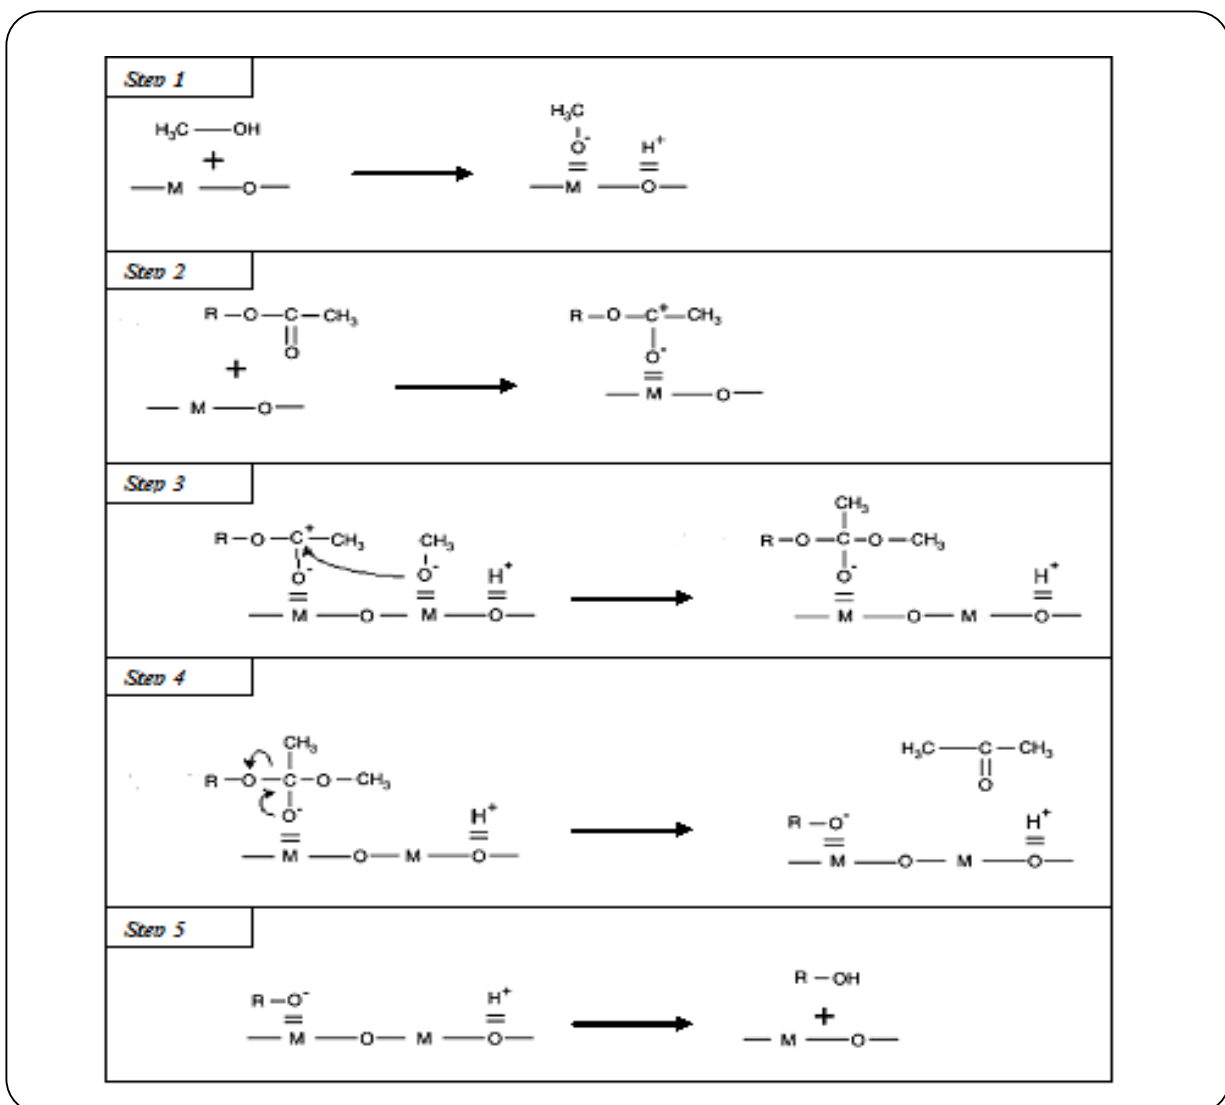 Step 1
H₃C — OH
+
— M — O —
H₃C
O⁻ H⁺
— M — O —
Step 2
R — O — C — CH₃
O
+
— M — O —
R — O — C⁺ — CH₃
O⁻
— M — O —
Step 3
R — O — C⁺ — CH₃ CH₃
O⁻ O⁻ H⁺
— M — O — M — O —
CH₃
R — O — C — O — CH₃
O⁻ H⁺
— M — O — M — O —
Step 4
CH₃
R — O — C — O — CH₃
O⁻ H⁺
— M — O — M — O —
H₃C — C — CH₃
O
R — O⁻ H⁺
— M — O — M — O —
Step 5
R — O⁻ H⁺
— M — O — M — O —
R — OH
+
— M — O —